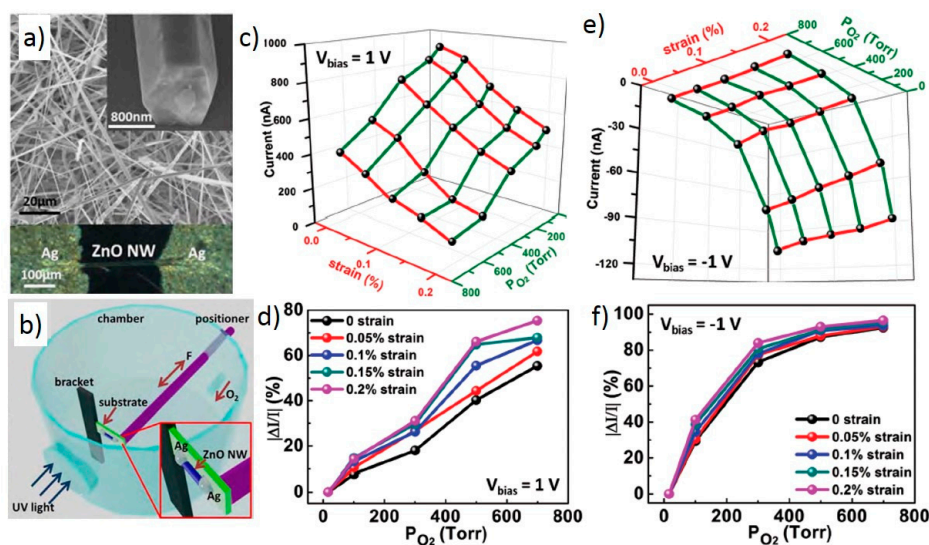 a)
800nm
20μm
Ag
ZnO NW
Ag
100μm
b)
chamber
positioner
F
bracket
substrate
O2
Ag
ZnO NW
Ag
UV light
c)
Vbias= 1 V
1000
800
600
400
200
0
Current (nA)
0.0
0.1
0.2
strain (%)
800
600
400
200
PO2 (Torr)
d)
80
60
40
20
0
|ΔI/I| (%)
0 strain
0.05% strain
0.1% strain
0.15% strain
0.2% strain
Vbias= 1 V
0 200 400 600 800
PO2 (Torr)
e)
strain (%)
0.0
0.1
0.2
PO2 (Torr)
800
600
400
200
0
0
-30
-60
-90
-120
Current (nA)
Vbias= -1 V
f)
Vbias= -1 V
100
80
60
40
20
0
|ΔI/I| (%)
0 strain
0.05% strain
0.1% strain
0.15% strain
0.2% strain
0 200 400 600 800
PO2 (Torr)